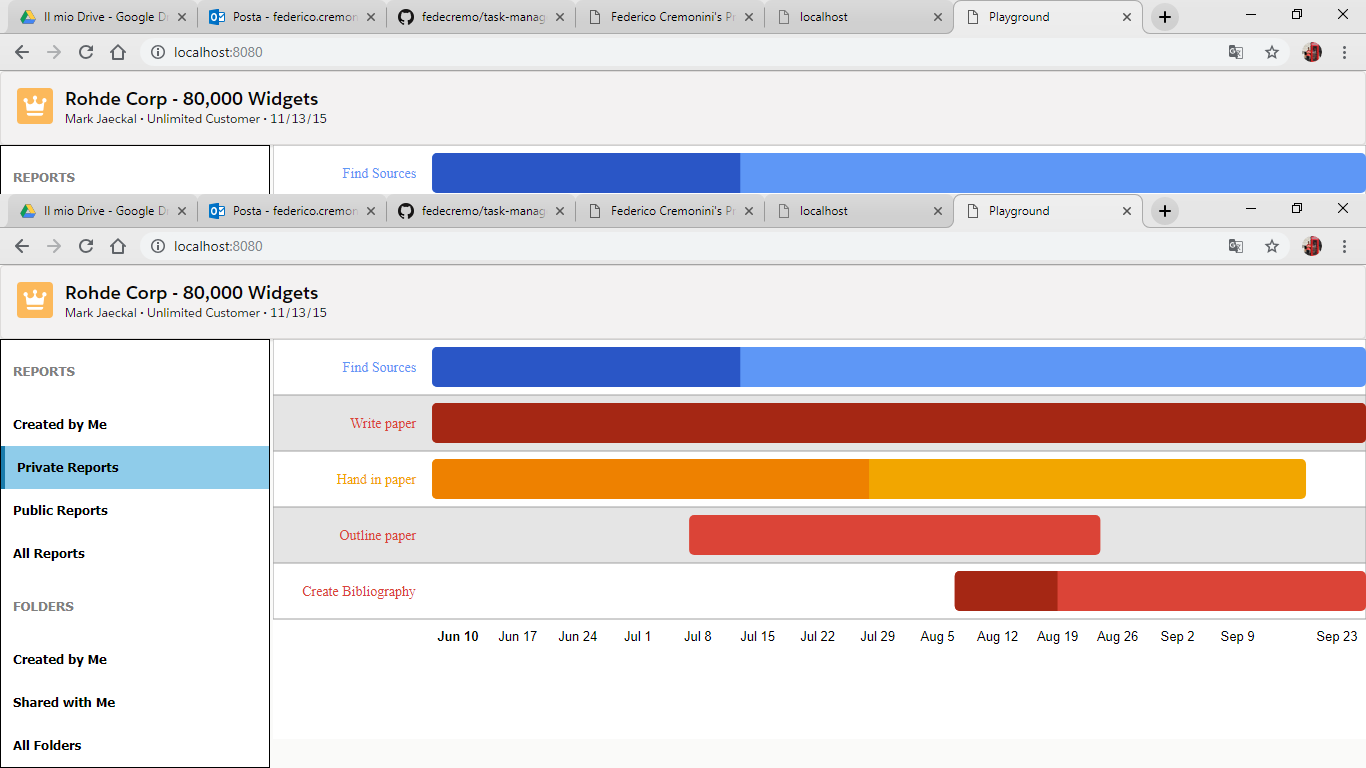 Il mio Drive - Google D
Posta - federico.cremon
fedecremo/task-manag
Federico Cremonini's P
localhost
Playground
localhost:8080
Rohde Corp - 80,000 Widgets
Mark Jaeckal • Unlimited Customer • 11/13/15
REPORTS
Find Sources
Il mio Drive - Google D
Posta - federico.cremon
fedecremo/task-manag
Federico Cremonini's P
localhost
Playground
localhost:8080
Rohde Corp - 80,000 Widgets
Mark Jaeckal • Unlimited Customer • 11/13/15
REPORTS
Created by Me
Private Reports
Public Reports
All Reports
FOLDERS
Created by Me
Shared with Me
All Folders
Find Sources
Write paper
Hand in paper
Outline paper
Create Bibliography
Jun 10 Jun 17 Jun 24 Jul 1 Jul 8 Jul 15 Jul 22 Jul 29 Aug 5 Aug 12 Aug 19 Aug 26 Sep 2 Sep 9 Sep 23